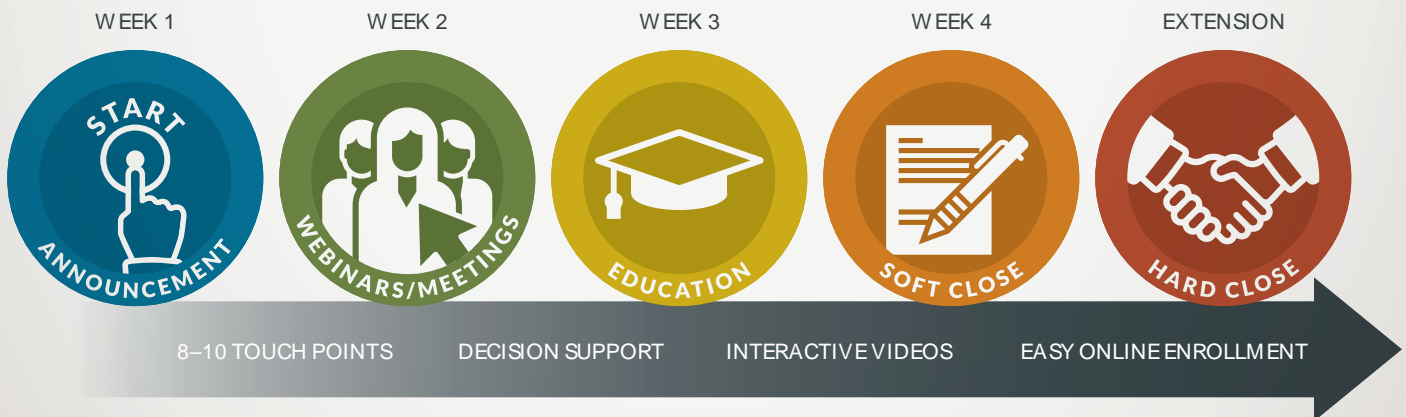 WEEK 1
WEEK 2
WEEK 3
WEEK 4
EXTENSION
START
ANNOUNCEMENT
WEBINARS/MEETINGS
EDUCATION
SOFT CLOSE
HARD CLOSE
8–10 TOUCH POINTS
DECISION SUPPORT
INTERACTIVE VIDEOS
EASY ONLINE ENROLLMENT